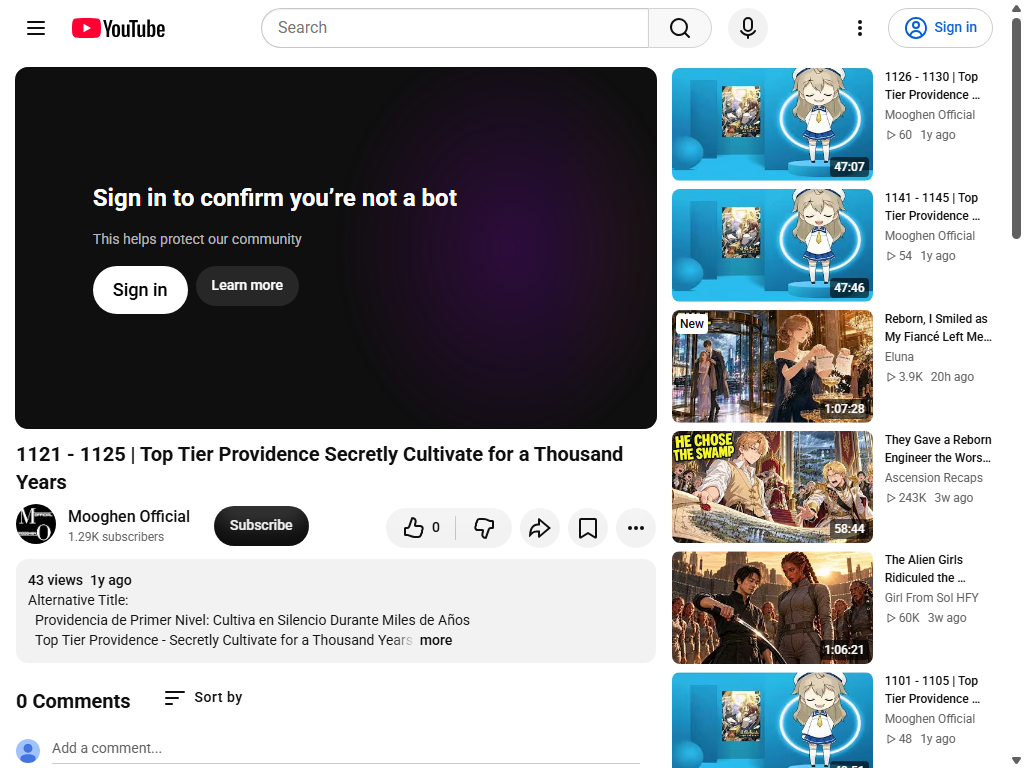 YouTube
Search
Sign in
Sign in to confirm you’re not a bot
This helps protect our community
Sign in
Learn more
1121 - 1125 | Top Tier Providence Secretly Cultivate for a Thousand
Years
Mooghen Official
1.29K subscribers
Subscribe
0
43 views 1y ago
Alternative Title:
Providencia de Primer Nivel: Cultiva en Silencio Durante Miles de Años
Top Tier Providence - Secretly Cultivate for a Thousand Years more
0 Comments
Sort by
Add a comment...
47:07
1126 - 1130 | Top
Tier Providence ...
Mooghen Official
60 1y ago
47:46
1141 - 1145 | Top
Tier Providence ...
Mooghen Official
54 1y ago
New
1:07:28
Reborn, I Smiled as
My Fiancé Left Me...
Eluna
3.9K 20h ago
HE CHOSE
THE SWAMP
58:44
They Gave a Reborn
Engineer the Wors...
Ascension Recaps
243K 3w ago
1:06:21
The Alien Girls
Ridiculed the ...
Girl From Sol HFY
60K 3w ago
1101 - 1105 | Top
Tier Providence ...
Mooghen Official
48 1y ago